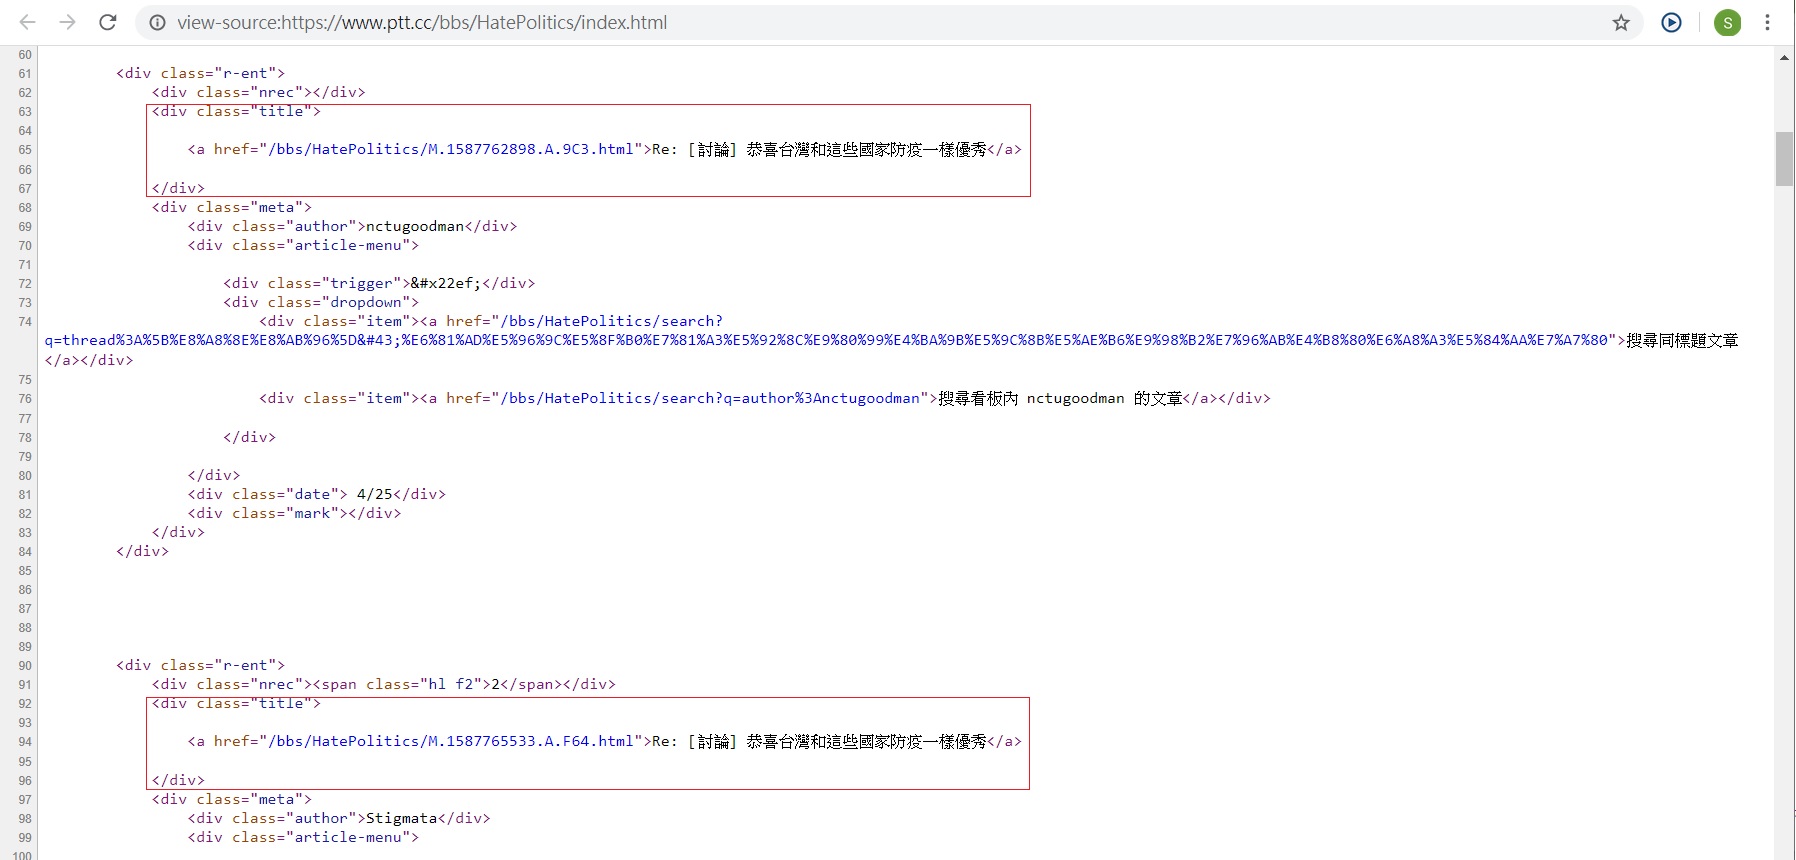 view-source:https://www.ptt.cc/bbs/HatePolitics/index.html
S
60
61 <div class="r-ent">
62 <div class="nrec"></div>
63 <div class="title">
64
65 <a href="/bbs/HatePolitics/M.1587762898.A.9C3.html">Re: [討論] 恭喜台灣和這些國家防疫一樣優秀</a>
66
67 </div>
68 <div class="meta">
69 <div class="author">nctugoodman</div>
70 <div class="article-menu">
71
72 <div class="trigger">&#x22ef;</div>
73 <div class="dropdown">
74 <div class="item"><a href="/bbs/HatePolitics/search?
q=thread%3A%5B%E8%A8%8E%E8%AB%96%5D&#43;%E6%81%AD%E5%96%9C%E5%8F%B0%E7%81%A3%E5%92%8C%E9%80%99%E4%BA%9B%E5%9C%8B%E5%AE%B6%E9%98%B2%E7%96%AB%E4%B8%80%E6%A8%A3%E5%84%AA%E7%A7%80">搜尋同標題文章
</a></div>
75
76 <div class="item"><a href="/bbs/HatePolitics/search?q=author%3Anctugoodman">搜尋看板內 nctugoodman 的文章</a></div>
77
78 </div>
79
80 </div>
81 <div class="date"> 4/25</div>
82 <div class="mark"></div>
83 </div>
84 </div>
85
86
87
88
89
90 <div class="r-ent">
91 <div class="nrec"><span class="hl f2">2</span></div>
92 <div class="title">
93
94 <a href="/bbs/HatePolitics/M.1587765533.A.F64.html">Re: [討論] 恭喜台灣和這些國家防疫一樣優秀</a>
95
96 </div>
97 <div class="meta">
98 <div class="author">Stigmata</div>
99 <div class="article-menu">
100